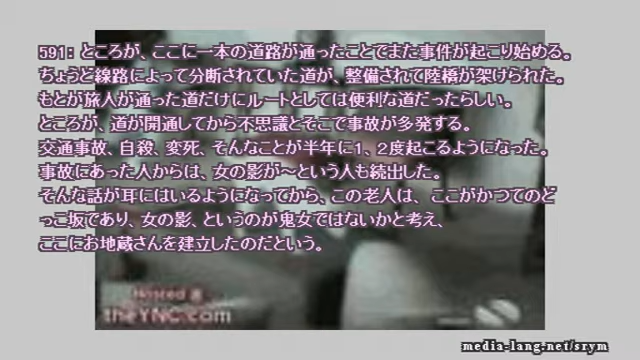 591: ところが、ここに一本の道路が通ったことでまた事件が起こり始める。
ちょうど線路によって分断されていた道が、整備されて陸橋が架けられた。
もとが旅人が通った道だけにルートとしては便利な道だったらしい。
ところが、道が開通してから不思議とそこで事故が多発する。
交通事故、自殺、変死、そんなことが半年に1、2度起こるようになった。
事故にあった人からは、女の影が～という人も続出した。
そんな話が耳にはいるようになってから、この老人は、ここがかつてのど
っこ坂であり、女の影、というのが鬼女ではないかと考え、
ここにお地蔵さんを建立したのだという。
Hosted @
theYNC.com
media-lang.net/srym